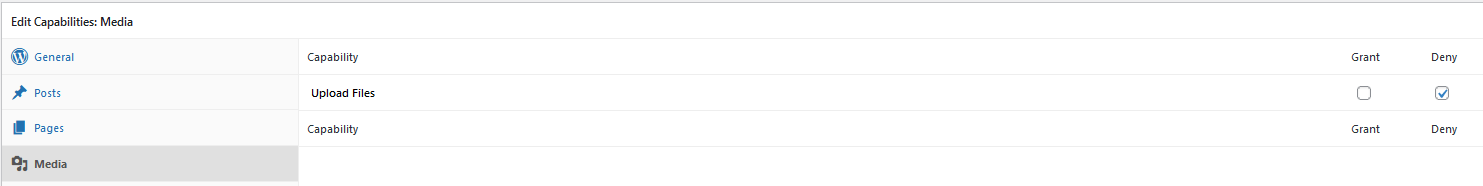 Edit Capabilities: Media
General
Capability Grant Deny
Posts
Upload Files
Pages
Capability Grant Deny
Media